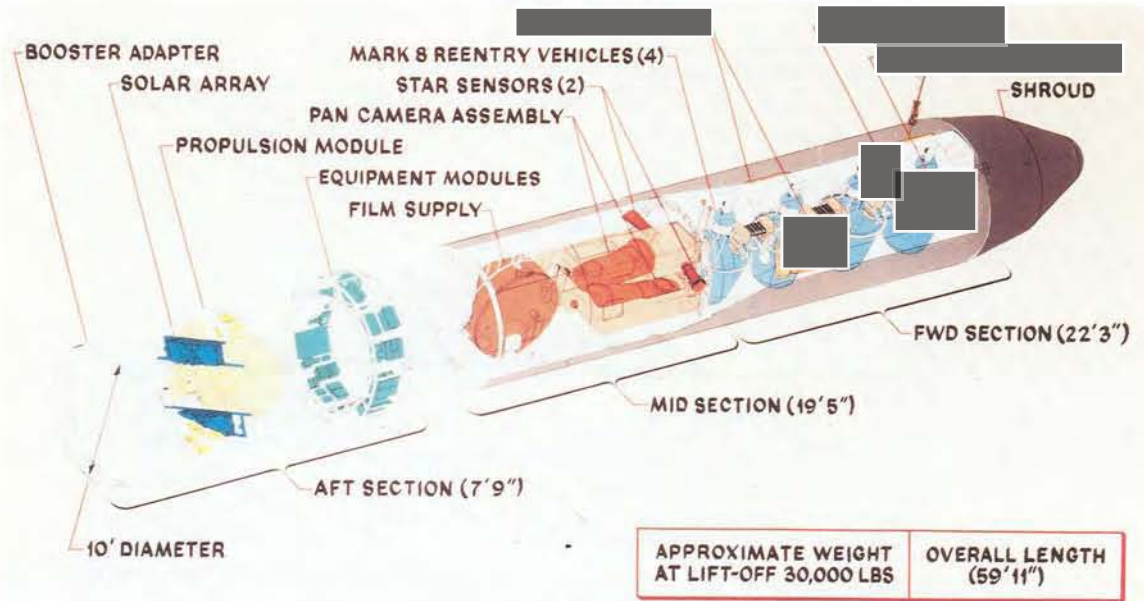 BOOSTER ADAPTER
SOLAR ARRAY
PROPULSION MODULE
EQUIPMENT MODULES
FILM SUPPLY
MARK 8 REENTRY VEHICLES (4)
STAR SENSORS (2)
PAN CAMERA ASSEMBLY
SHROUD
FWD SECTION (22'3")
MID SECTION (19'5")
AFT SECTION (7'9")
10' DIAMETER
APPROXIMATE WEIGHT
AT LIFT-OFF 30,000 LBS
OVERALL LENGTH
(59'11")